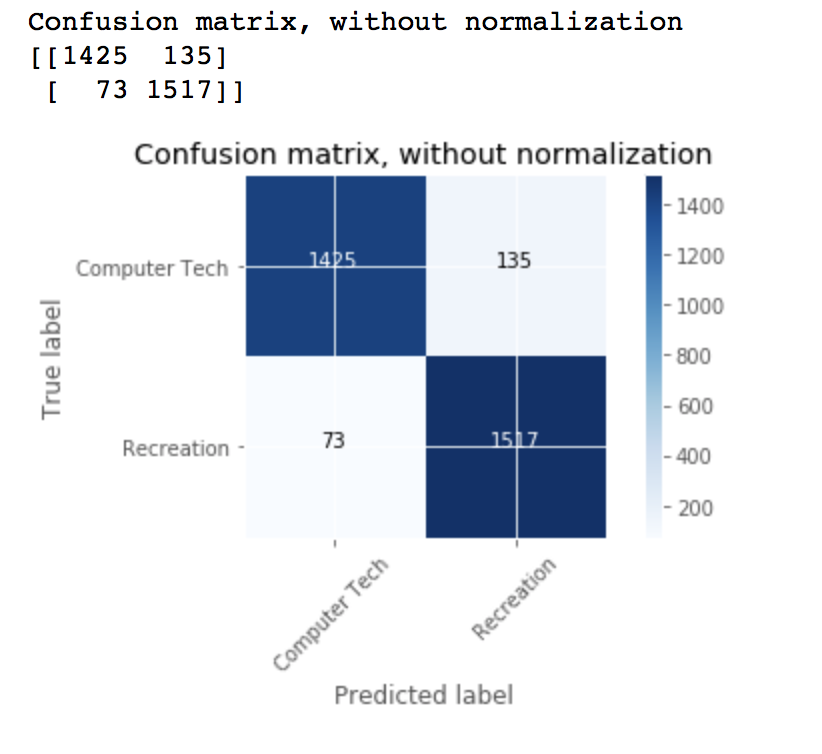 Confusion matrix, without normalization
[[1425  135]
 [  73 1517]]
Confusion matrix, without normalization
1400
1200
1000
800
600
400
200
True label
Computer Tech
1425
135
Recreation
73
1517
Computer Tech
Recreation
Predicted label